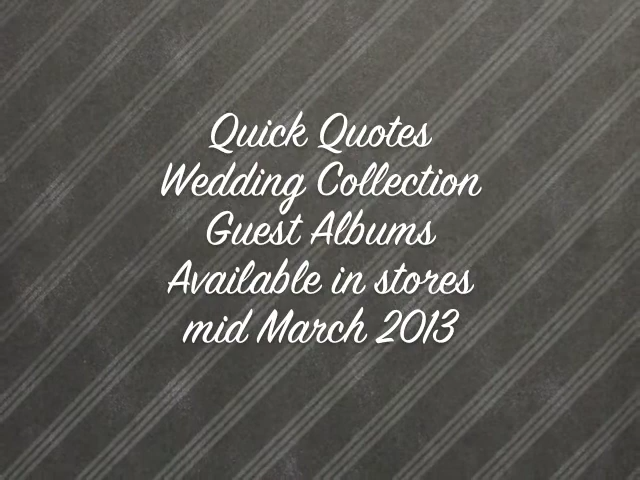 Quick Quotes
Wedding Collection
Guest Albums
Available in stores
mid March 2013